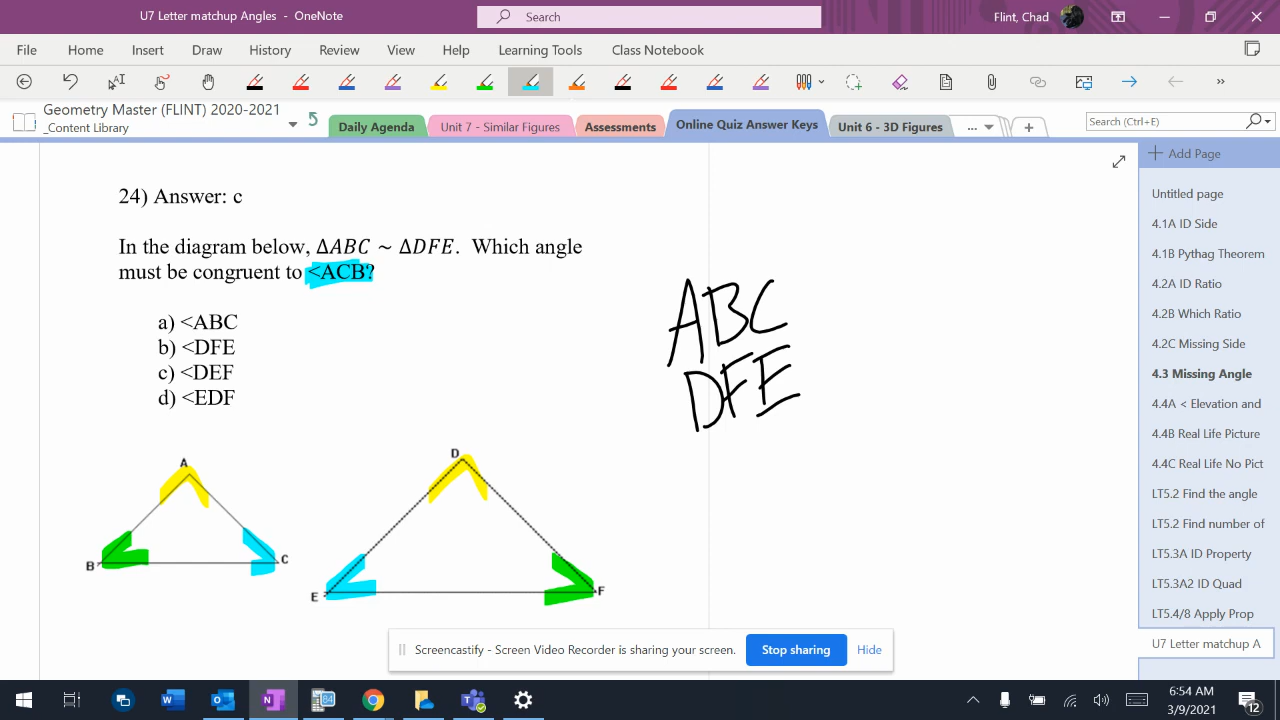 U7 Letter matchup Angles - OneNote
Search
Flint, Chad
File Home Insert Draw History Review View Help Learning Tools Class Notebook
Geometry Master (FLINT) 2020-2021
_Content Library
Daily Agenda
Unit 7 - Similar Figures
Assessments
Online Quiz Answer Keys
Unit 6 - 3D Figures
...
Search (Ctrl+E)
Add Page
Untitled page
4.1A ID Side
4.1B Pythag Theorem
4.2A ID Ratio
4.2B Which Ratio
4.2C Missing Side
4.3 Missing Angle
4.4A < Elevation and
4.4B Real Life Picture
4.4C Real Life No Pict
LT5.2 Find the angle
LT5.2 Find number of
LT5.3A ID Property
LT5.3A2 ID Quad
LT5.4/8 Apply Prop
U7 Letter matchup A
24) Answer: c
In the diagram below, ΔABC ~ ΔDFE. Which angle
must be congruent to <ACB?
a) <ABC
b) <DFE
c) <DEF
d) <EDF
ABC
DFE
A
B
C
D
E
F
Screencastify - Screen Video Recorder is sharing your screen.
Stop sharing
Hide
84
6:54 AM
3/9/2021
12